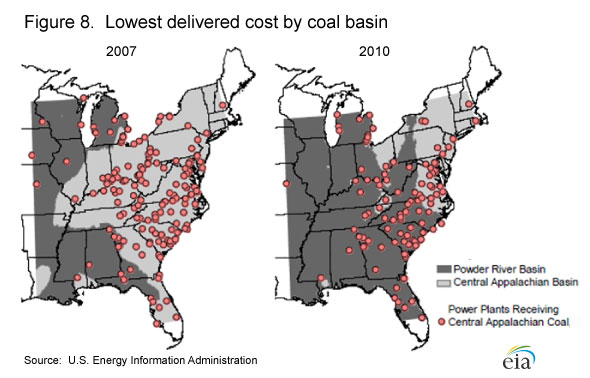 Figure 8.  Lowest delivered cost by coal basin
2007
2010
Powder River Basin
Central Appalachian Basin
Power Plants Receiving
Central Appalachian Coal
Source:  U.S. Energy Information Administration
eia